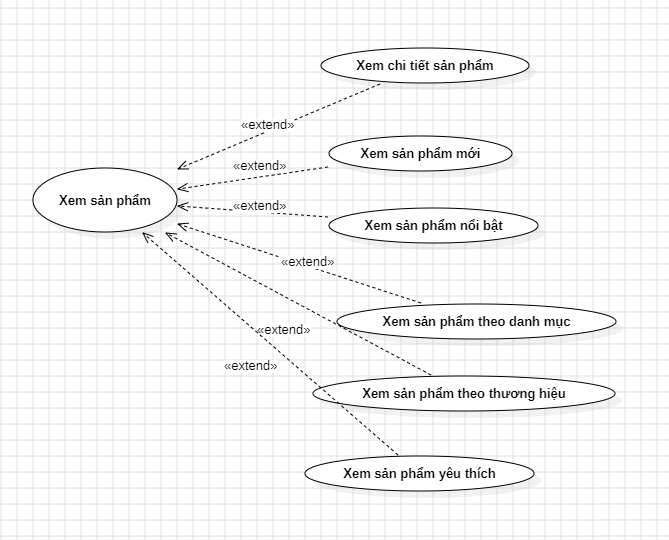 Xem chi tiết sản phẩm
«extend»
Xem sản phẩm mới
«extend»
Xem sản phẩm
«extend»
Xem sản phẩm nổi bật
«extend»
Xem sản phẩm theo danh mục
«extend»
«extend»
Xem sản phẩm theo thương hiệu
Xem sản phẩm yêu thích